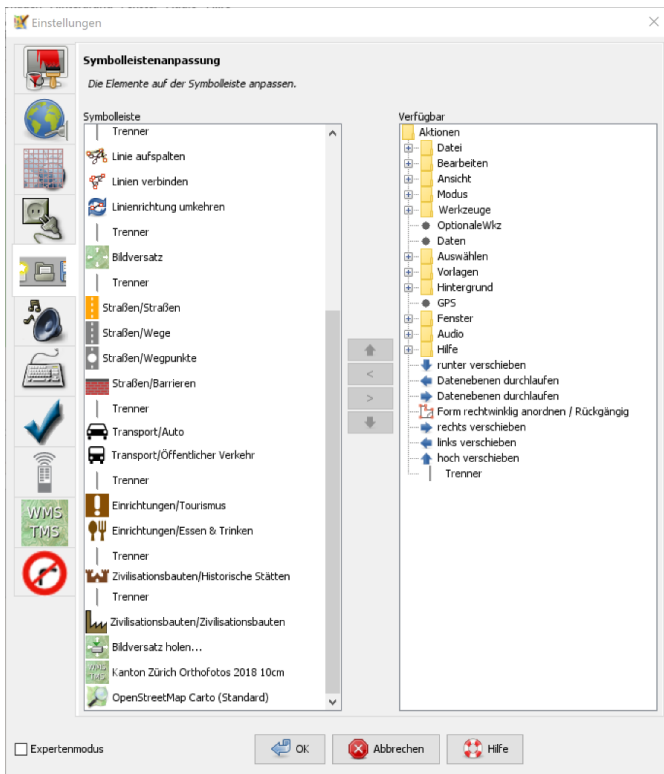 Einstellungen
Symbolleistenanpassung
Die Elemente auf der Symbolleiste anpassen.
Symbolleiste
Trenner
Linie aufspalten
Linien verbinden
Linienrichtung umkehren
Trenner
Bildversatz
Trenner
Straßen/Straßen
Straßen/Wege
Straßen/Wegpunkte
Straßen/Barrieren
Trenner
Transport/Auto
Transport/Öffentlicher Verkehr
Trenner
Einrichtungen/Tourismus
Einrichtungen/Essen & Trinken
Trenner
Zivilisationsbauten/Historische Stätten
Trenner
Zivilisationsbauten/Zivilisationsbauten
Bildversatz holen...
Kanton Zürich Orthofotos 2018 10cm
OpenStreetMap Carto (Standard)
Verfügbar
Aktionen
Datei
Bearbeiten
Ansicht
Modus
Werkzeuge
OptionaleWkz
Daten
Auswählen
Vorlagen
Hintergrund
GPS
Fenster
Audio
Hilfe
runter verschieben
Datenebenen durchlaufen
Datenebenen durchlaufen
Form rechtwinklig anordnen / Rückgängig
rechts verschieben
links verschieben
hoch verschieben
Trenner
<
>
WMS
TMS
WMS
TMS
Expertenmodus
OK
Abbrechen
Hilfe